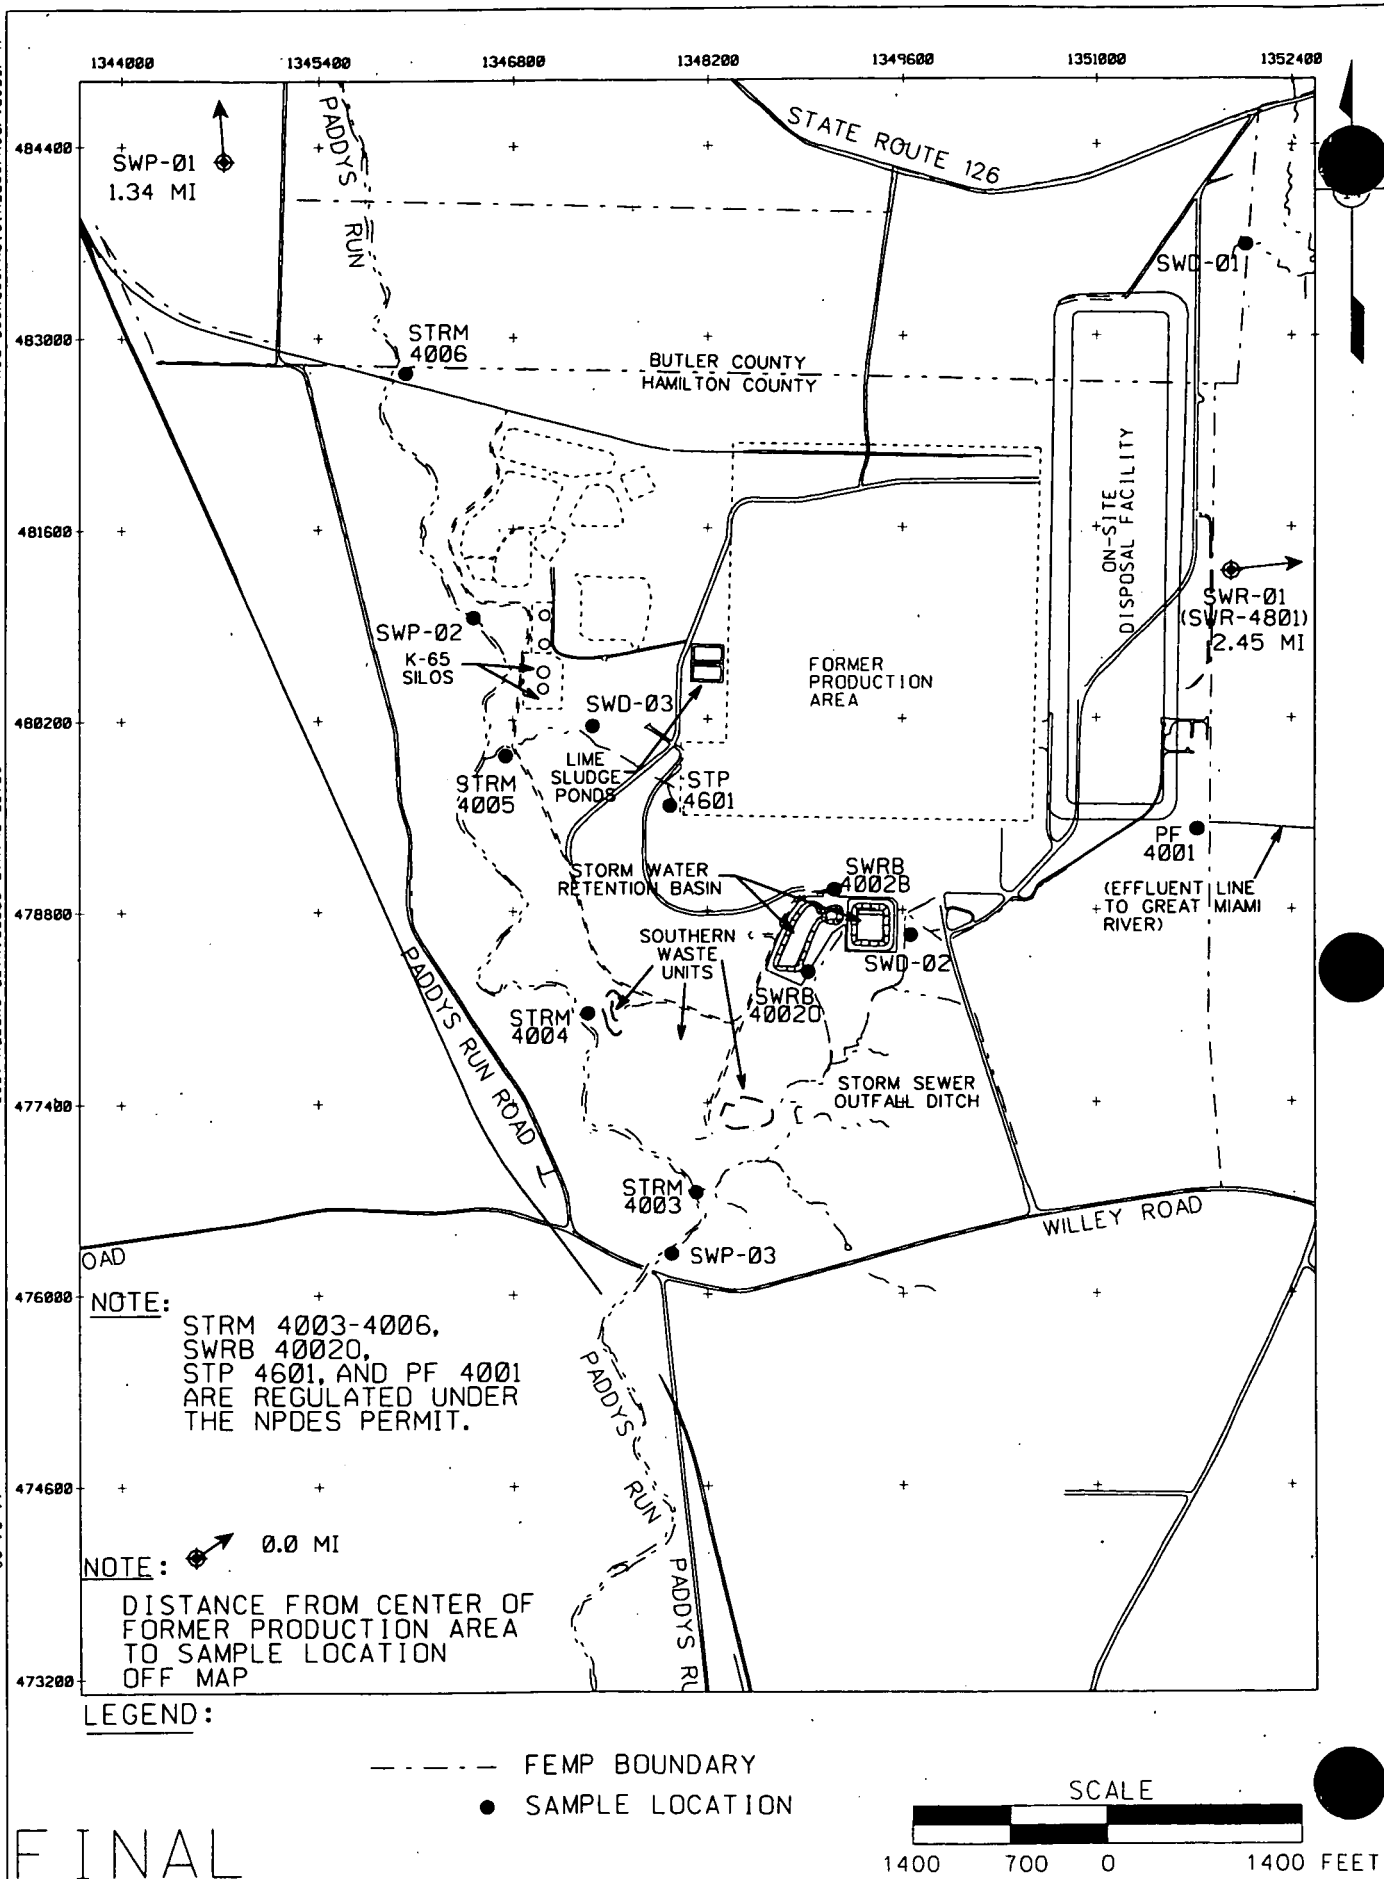 1344000 1345400 1346800 1348200 1349600 1351000 1352400
484400
483000
481600
480200
478800
477400
476000
474600
473200
SWP-01
1.34 MI
PADDYS
RUN
STATE ROUTE 126
SWD-01
STRM
4006
BUTLER COUNTY
HAMILTON COUNTY
ON-SITE
DISPOSAL FACILITY
SWR-01
(SWR-4801)
2.45 MI
SWP-02
K-65
SILOS
FORMER
PRODUCTION
AREA
SWD-03
LIME
SLUDGE
PONDS
STRM
4005
STP
4601
PF
4001
(EFFLUENT LINE
TO GREAT MIAMI
RIVER)
STORM WATER
RETENTION BASIN
SWRB
4002B
SOUTHERN
WASTE
UNITS
SWD-02
SWRB
4002O
STRM
4004
PADDYS RUN ROAD
STORM SEWER
OUTFALL DITCH
STRM
4003
WILLEY ROAD
SWP-03
OAD
NOTE:
STRM 4003-4006,
SWRB 4002O,
STP 4601, AND PF 4001
ARE REGULATED UNDER
THE NPDES PERMIT.
PADDYS
RUN
PADDYS RU
0.0 MI
NOTE:
DISTANCE FROM CENTER OF
FORMER PRODUCTION AREA
TO SAMPLE LOCATION
OFF MAP
LEGEND:
FEMP BOUNDARY
SAMPLE LOCATION
SCALE
1400 700 0 1400 FEET
FINAL